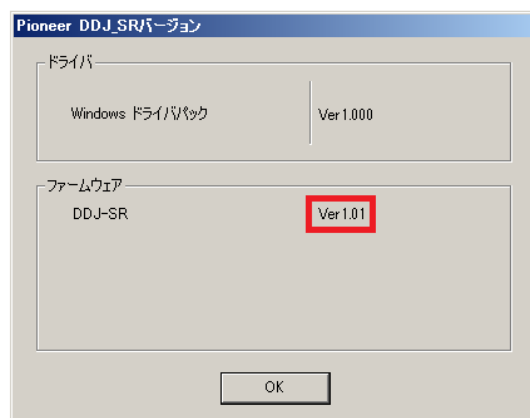 Pioneer DDJ_SRバージョン
ドライバ
Windows ドライバパック Ver1.000
ファームウェア
DDJ-SR Ver1.01
OK